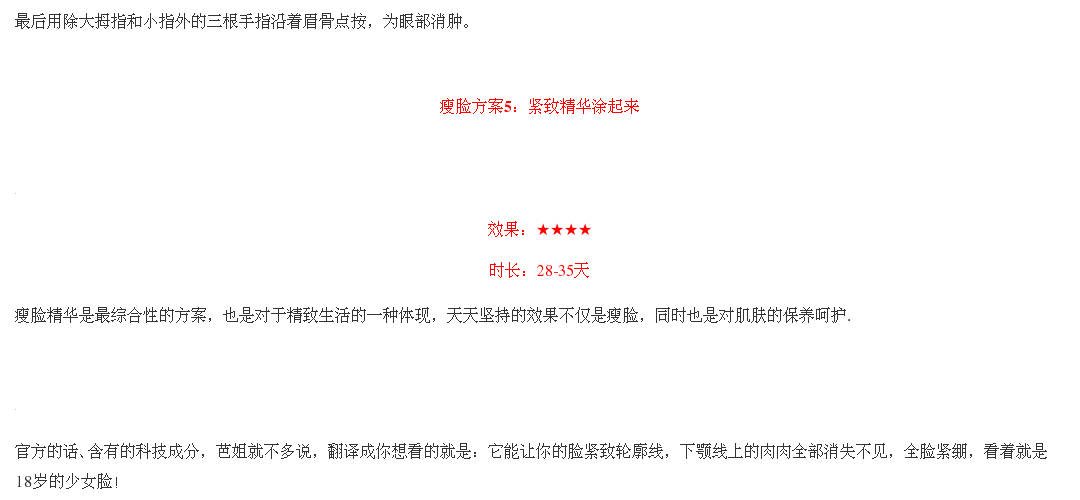 最后用除大拇指和小指外的三根手指沿着眉骨点按，为眼部消肿。
瘦脸方案5：紧致精华涂起来
效果：★★★★
时长：28-35天
瘦脸精华是最综合性的方案，也是对于精致生活的一种体现，天天坚持的效果不仅是瘦脸，同时也是对肌肤的保养呵护.
官方的话、含有的科技成分，芭姐就不多说，翻译成你想看的就是：它能让你的脸紧致轮廓线，下颚线上的肉肉全部消失不见，全脸紧绷，看着就是
18岁的少女脸！